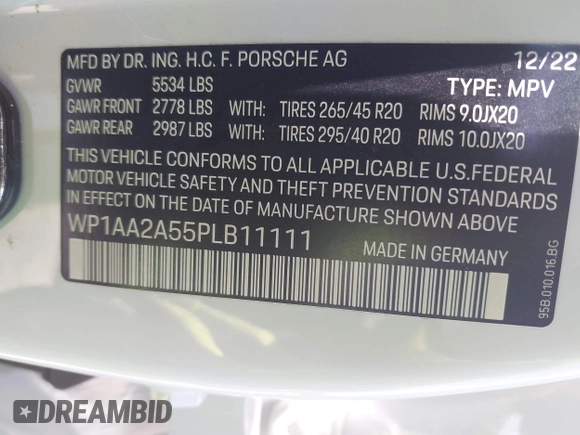 MFD BY DR. ING. H.C. F. PORSCHE AG 12/22
GVWR 5534 LBS TYPE: MPV
GAWR FRONT 2778 LBS WITH: TIRES 265/45 R20 RIMS 9.0JX20
GAWR REAR 2987 LBS WITH: TIRES 295/40 R20 RIMS 10.0JX20
THIS VEHICLE CONFORMS TO ALL APPLICABLE U.S.FEDERAL
MOTOR VEHICLE SAFETY AND THEFT PREVENTION STANDARDS
IN EFFECT ON THE DATE OF MANUFACTURE SHOWN ABOVE
WP1AA2A55PLB11111 MADE IN GERMANY
95B.010.016.BG
DREAMBID